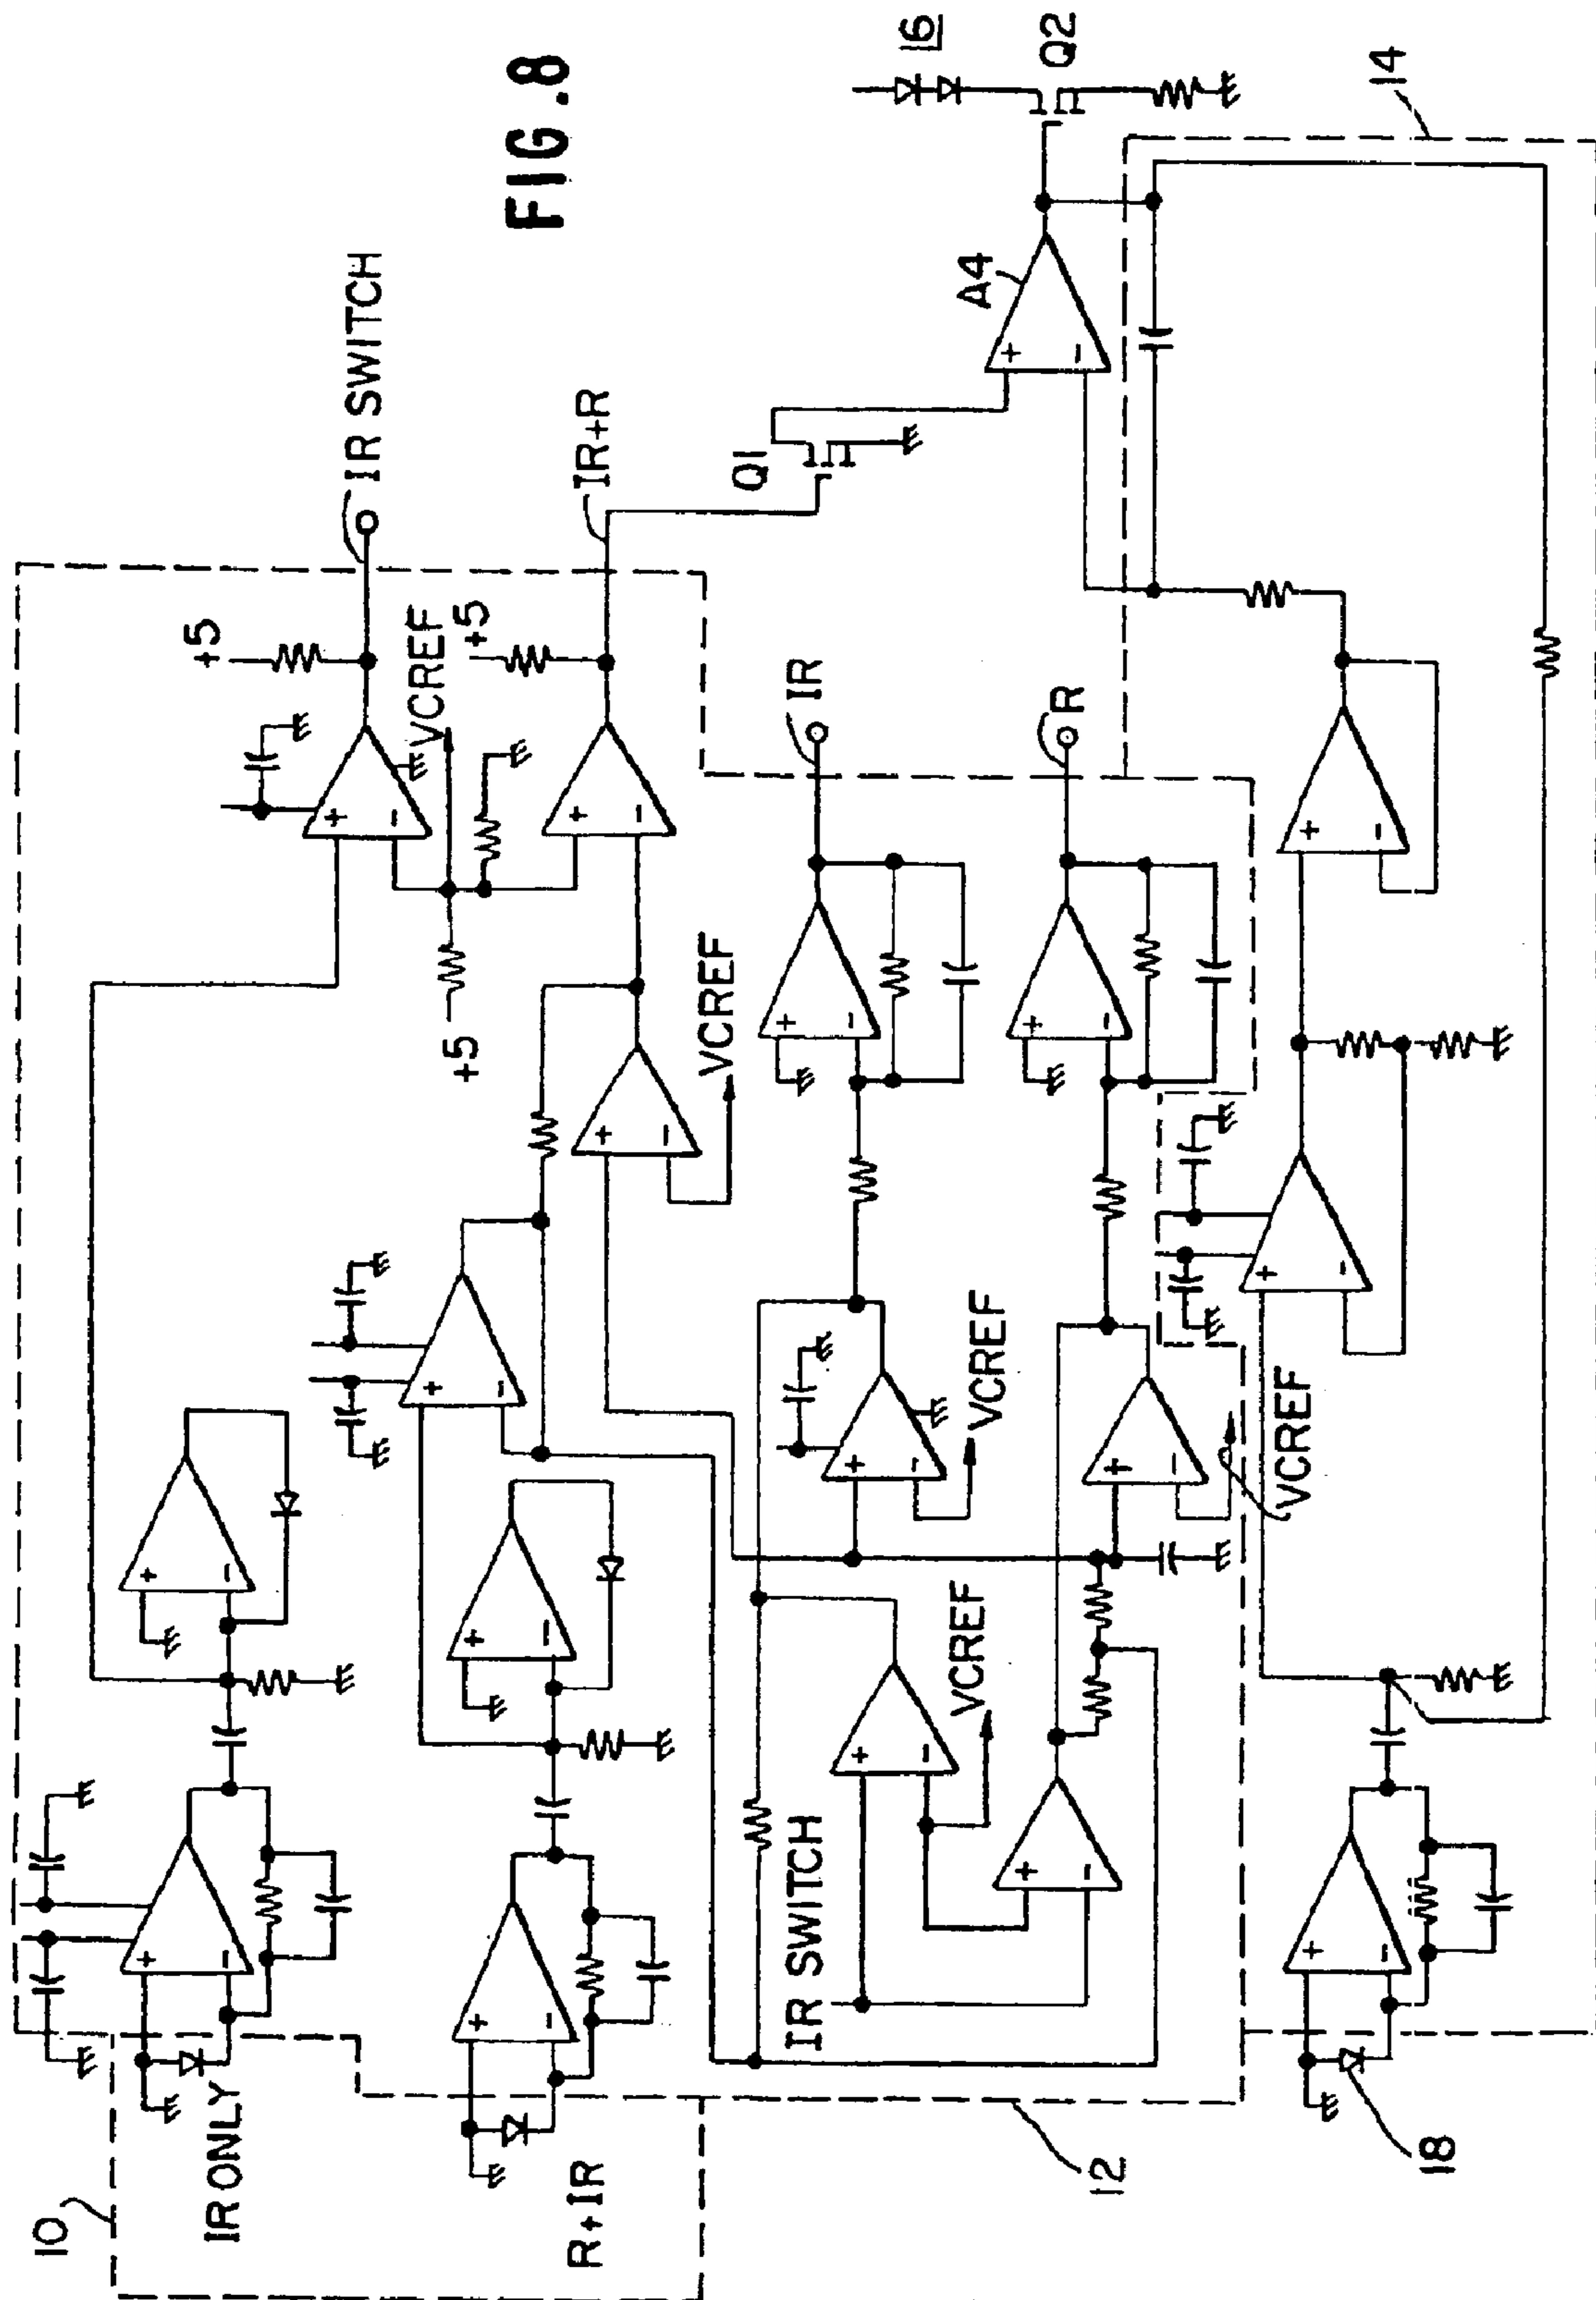 FIG.8
16
Q2
14
A4
Q1
IR SWITCH
IR+R
+5
VCREF
+5
+5
VCREF
IR
R
VCREF
VCREF
VCREF
IR SWITCH
10
IR ONLY
R+IR
12
18